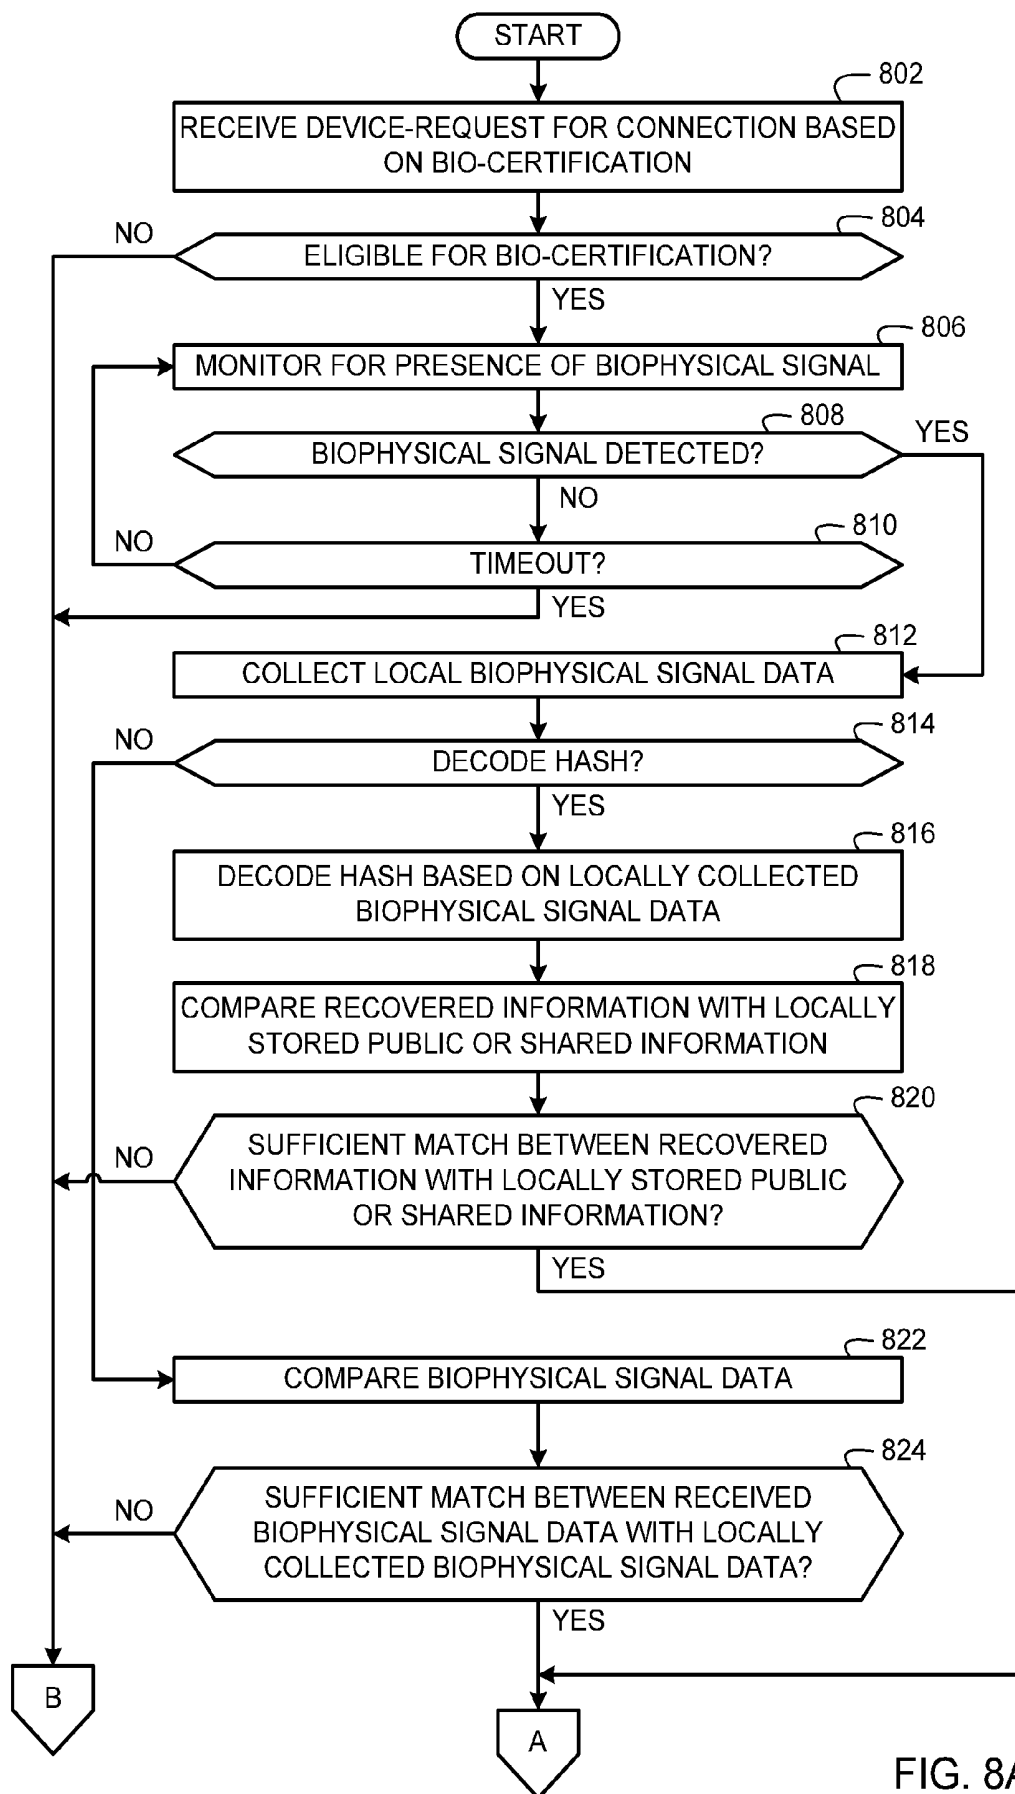 START
802
RECEIVE DEVICE-REQUEST FOR CONNECTION BASED
ON BIO-CERTIFICATION
804
NO
ELIGIBLE FOR BIO-CERTIFICATION?
YES
806
MONITOR FOR PRESENCE OF BIOPHYSICAL SIGNAL
808
YES
BIOPHYSICAL SIGNAL DETECTED?
NO
810
NO
TIMEOUT?
YES
812
COLLECT LOCAL BIOPHYSICAL SIGNAL DATA
814
NO
DECODE HASH?
YES
816
DECODE HASH BASED ON LOCALLY COLLECTED
BIOPHYSICAL SIGNAL DATA
818
COMPARE RECOVERED INFORMATION WITH LOCALLY
STORED PUBLIC OR SHARED INFORMATION
820
NO
SUFFICIENT MATCH BETWEEN RECOVERED
INFORMATION WITH LOCALLY STORED PUBLIC
OR SHARED INFORMATION?
YES
822
COMPARE BIOPHYSICAL SIGNAL DATA
824
NO
SUFFICIENT MATCH BETWEEN RECEIVED
BIOPHYSICAL SIGNAL DATA WITH LOCALLY
COLLECTED BIOPHYSICAL SIGNAL DATA?
YES
B
A
FIG. 8A